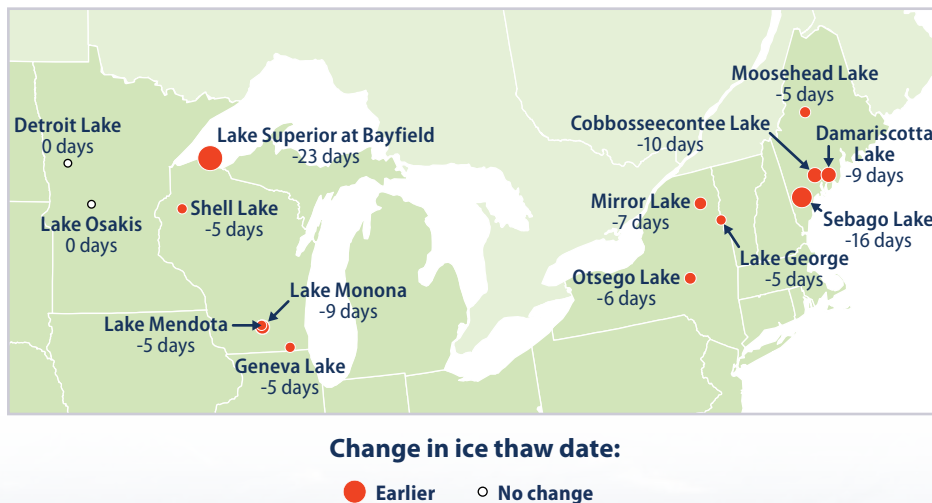 Detroit Lake
0 days
Lake Osakis
0 days
Lake Superior at Bayfield
-23 days
Shell Lake
-5 days
Lake Monona
-9 days
Lake Mendota
-5 days
Geneva Lake
-5 days
Moosehead Lake
-5 days
Cobbosseecontee Lake
-10 days
Damariscotta
Lake
-9 days
Mirror Lake
-7 days
Sebago Lake
-16 days
Lake George
-5 days
Otsego Lake
-6 days
Change in ice thaw date:
Earlier
No change